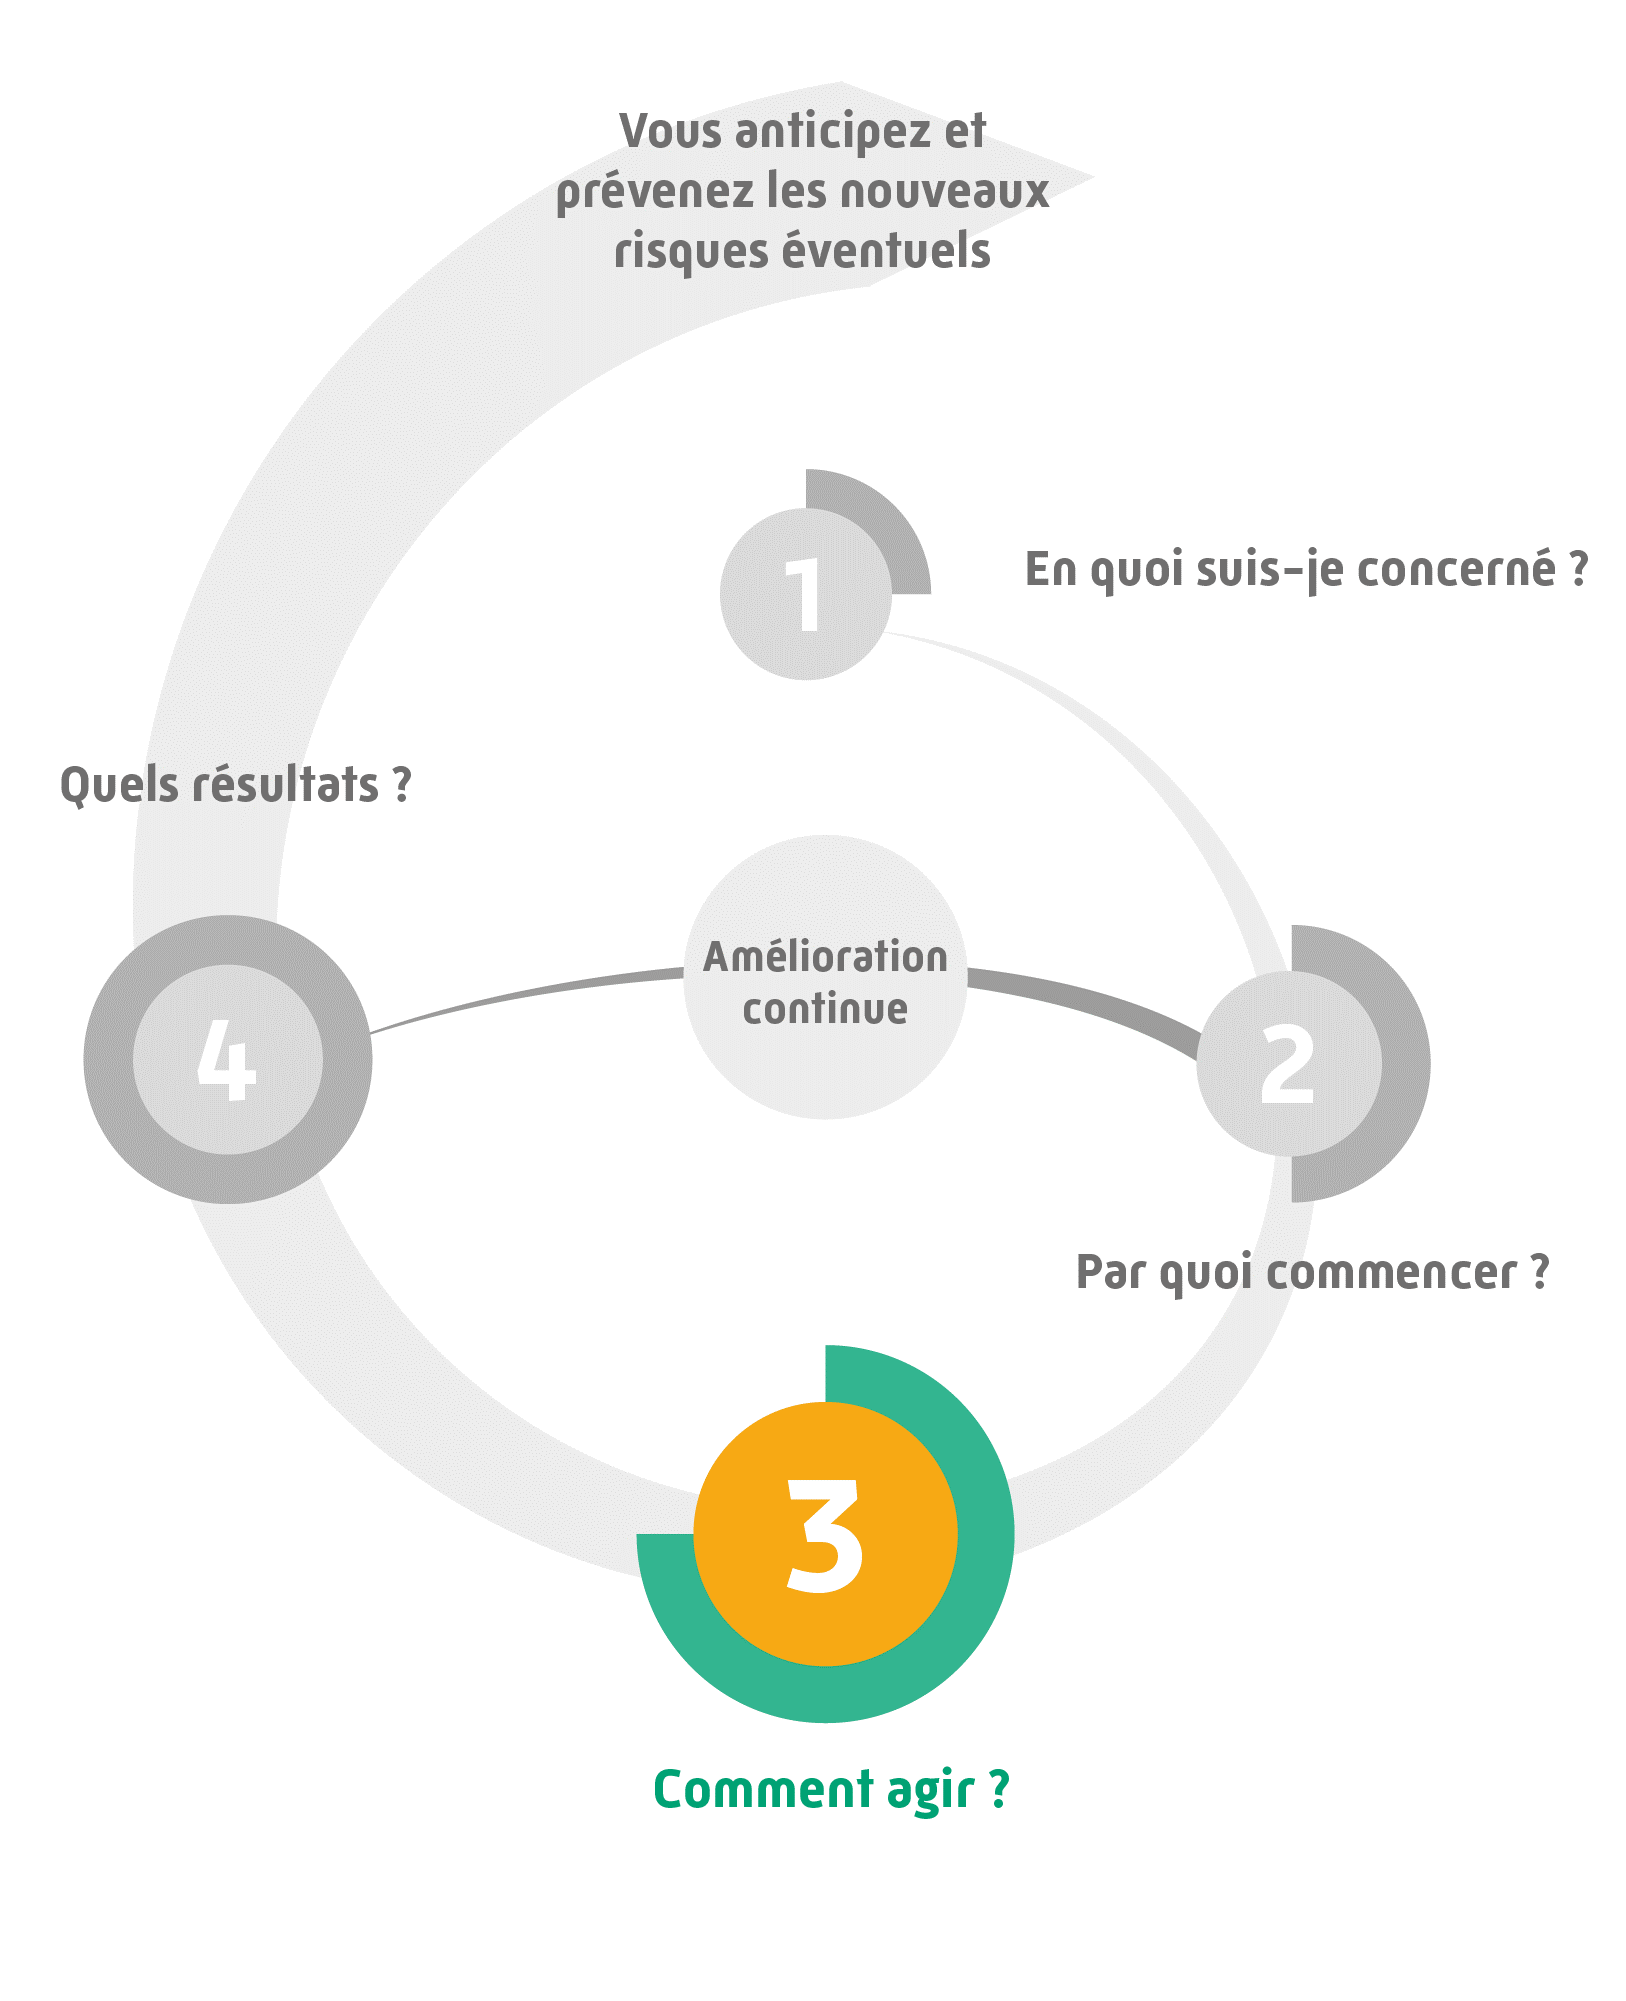 Vous anticipez et
prévenez les nouveaux
risques éventuels
1
En quoi suis-je concerné ?
Quels résultats ?
Amélioration
continue
4
2
Par quoi commencer ?
3
Comment agir ?